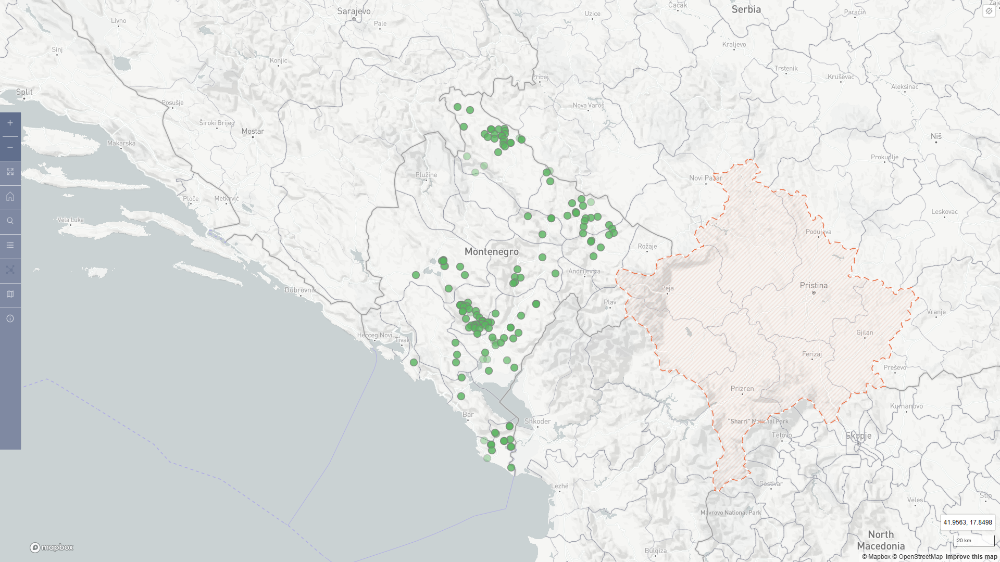 Sarajevo
Čačak
Serbia
Zaje
Livno
Pale
Uzice
Paraćin
Sinj
Konjic
Kraljevo
Trstenik
Kruševac
Priboj
Aleksinac
Split
Posušje
Nova Varoš
Široki Brijeg
Mostar
Niš
Makarska
Prokuplje
Plužine
Novi Pazar
Ploče
Metković
Leskovac
Vela Luka
Podujeva
Rožaje
Montenegro
Andrijevica
Pristina
Peja
Dubrovnik
Plav
Vranje
Gjilan
Herceg Novi
Tivat
Ferizaj
Preševo
Prizren
Kumanovo
Bar
Shkoder
"Sharri" National Park
Tetovo
Skopje
Lezhë
Gostivar
Štip
Veles
Mavrovo National Park
41.9563, 17.8498
North
Macedonia
20 km
mapbox
Bulqiza
© Mapbox © OpenStreetMap Improve this map